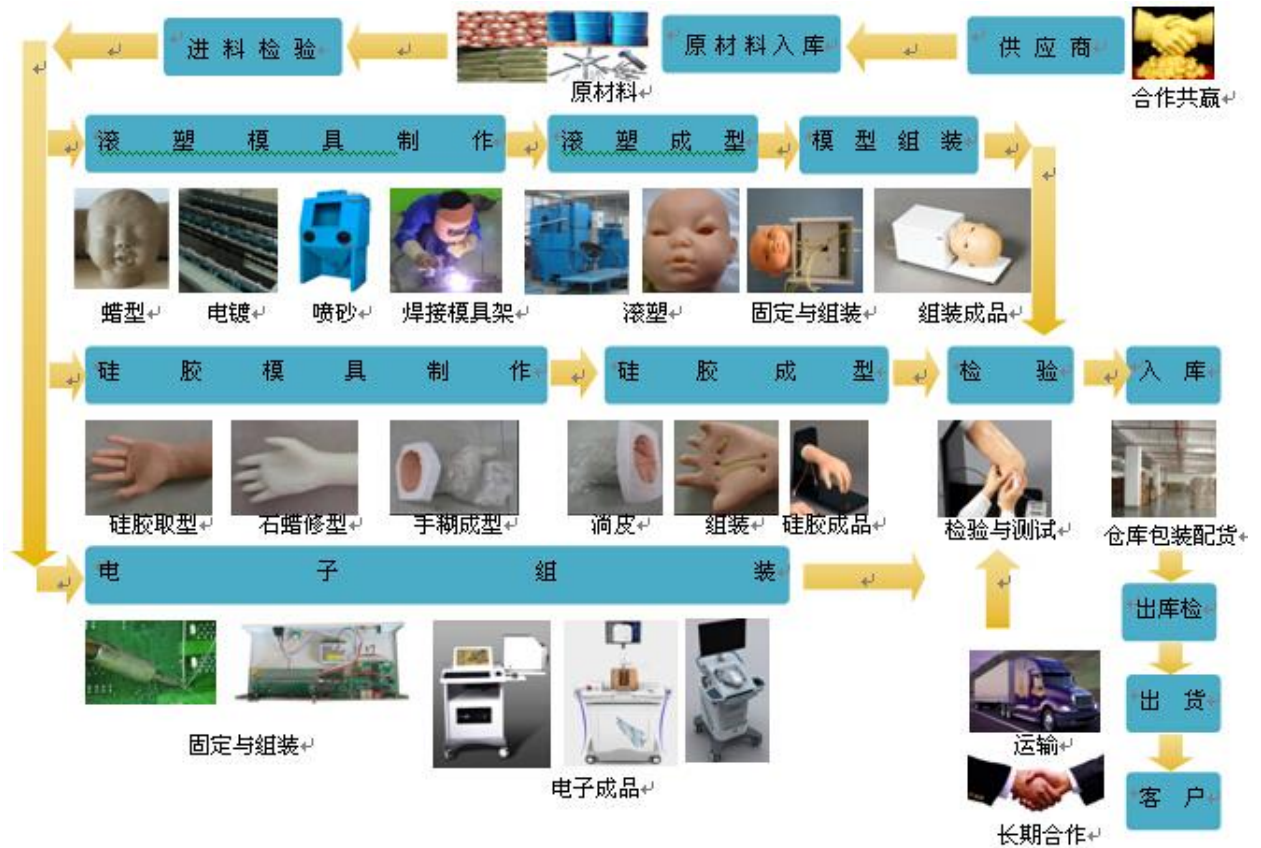 进料检验
原材料入库
供应商
原材料
合作共赢
滚塑模具制作
滚塑成型
模型组装
蜡型
电镀
喷砂
焊接模具架
滚塑
固定与组装
组装成品
硅胶模具制作
硅胶成型
检验
入库
硅胶取型
石蜡修型
手糊成型
淌皮
组装
硅胶成品
检验与测试
仓库包装配货
电子组装
出库检
出货
运输
固定与组装
电子成品
客户
长期合作